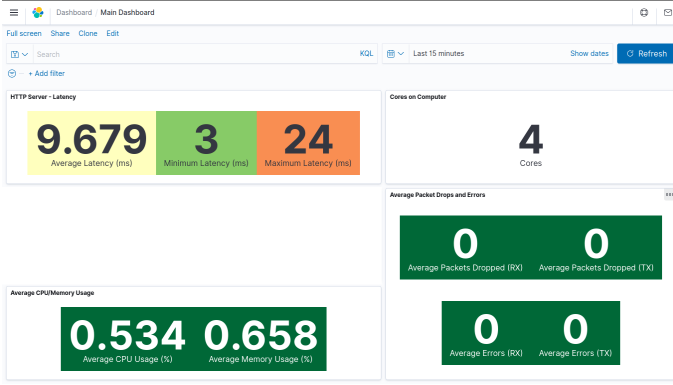 Dashboard / Main Dashboard
Full screen Share Clone Edit
Search KQL Last 15 minutes Show dates Refresh
+ Add filter
HTTP Server - Latency
9.679 3 24
Average Latency (ms) Minimum Latency (ms) Maximum Latency (ms)
Cores on Computer
4
Cores
Average Packet Drops and Errors
0 0
Average Packets Dropped (RX) Average Packets Dropped (TX)
0 0
Average Errors (RX) Average Errors (TX)
Average CPU/Memory Usage
0.534 0.658
Average CPU Usage (%) Average Memory Usage (%)